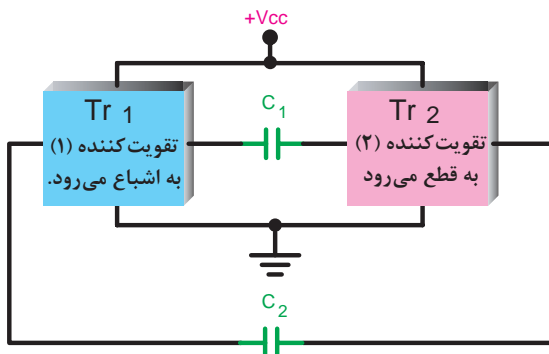 +Vcc
Tr 1
تقویت‌کننده (۱)
به اشباع می‌رود.
C1
Tr 2
تقویت‌کننده (۲)
به قطع می‌رود
C2